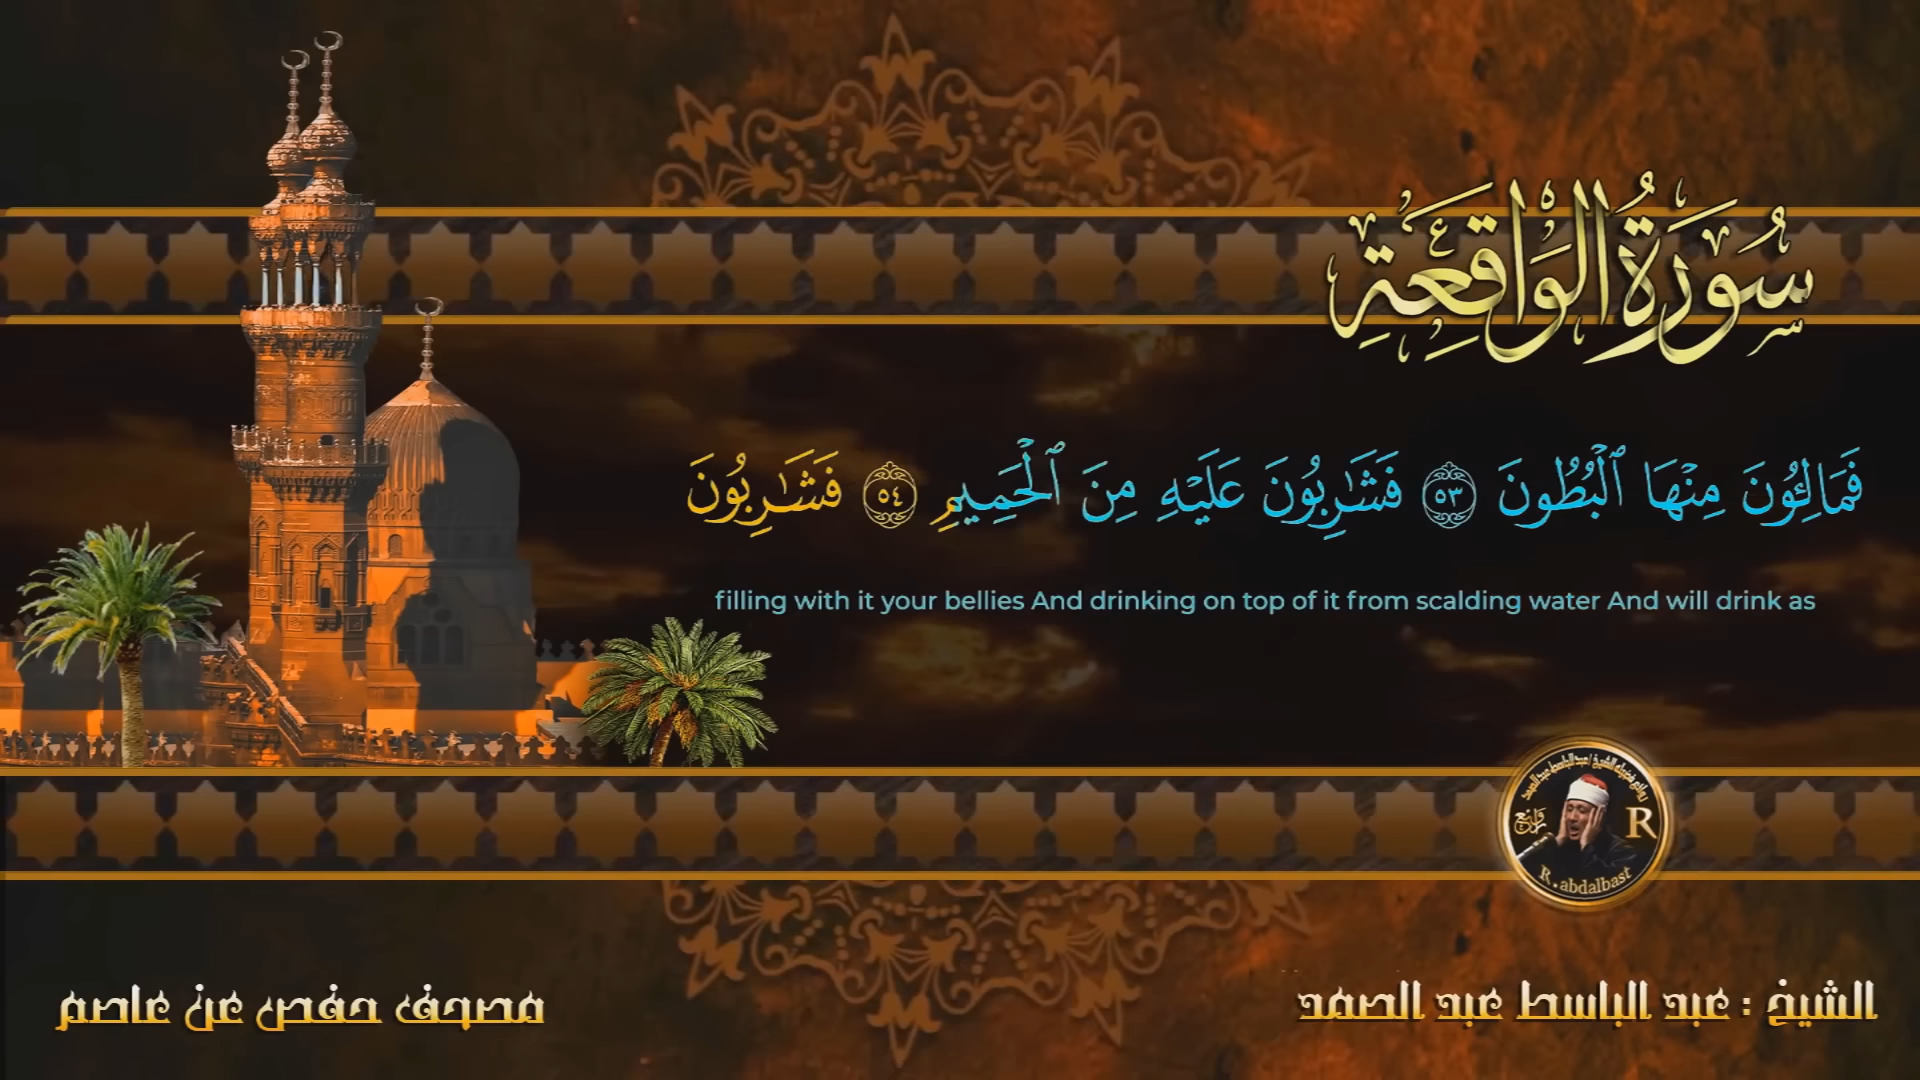 سُورَةُ الوَاقِعَةِ
فَمَالِـُٔونَ مِنْهَا ٱلْبُطُونَ ٥٣ فَشَـٰرِبُونَ عَلَيْهِ مِنَ ٱلْحَمِيمِ ٥٤ فَشَـٰرِبُونَ
filling with it your bellies And drinking on top of it from scalding water And will drink as
R
R.abdalbast
الشيخ : عبد الباسط عبد الصمد
مصحف حفص عن عاصم